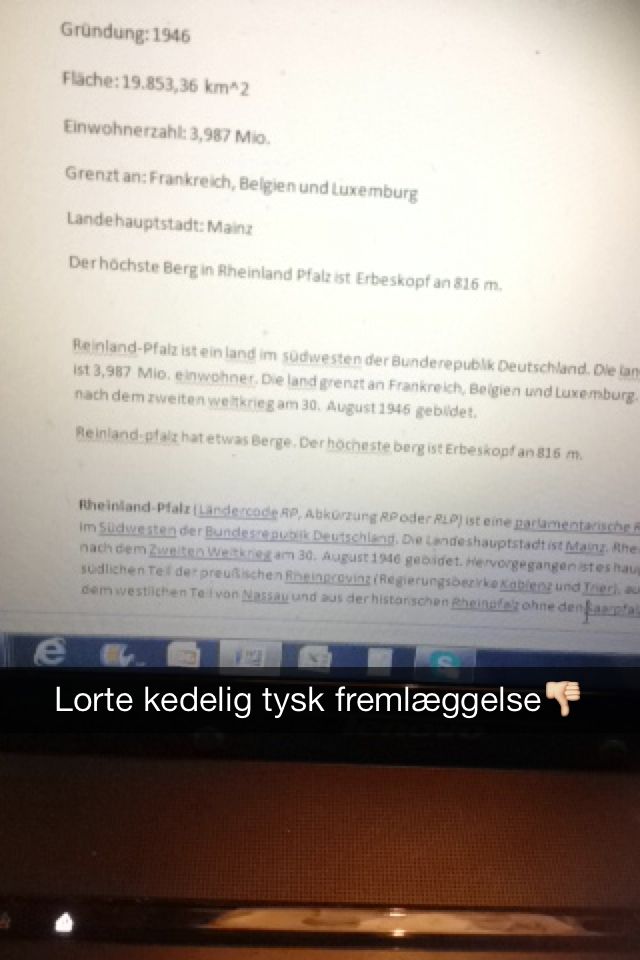 Gründung: 1946
Fläche: 19.853,36 km^2
Einwohnerzahl: 3,987 Mio.
Grenzt an: Frankreich, Belgien und Luxemburg
Landehauptstadt: Mainz
Der höchste Berg in Rheinland Pfalz ist Erbeskopf an 816 m.
Reinland-Pfalz ist ein land im südwesten der Bunderepublik Deutschland. Die lan
ist 3,987 Mio. einwohner. Die land grenzt an Frankreich, Belgien und Luxemburg.
nach dem zweiten weltkrieg am 30. August 1946 gebildet.
Reinland-pfalz hat etwas Berge. Der höcheste berg ist Erbeskopf an 816 m.
Rheinland-Pfalz (Ländercode RP, Abkürzung RP oder RLP) ist eine parlamentarische R
im Südwesten der Bundesrepublik Deutschland. Die Landeshauptstadt ist Mainz. Rhe
nach dem Zweiten Weltkrieg am 30. August 1946 gebildet. Hervorgegangen ist es hau
südlichen Teil der preußischen Rheinprovinz (Regierungsbezirke Koblenz und Trier), au
dem westlichen Teil von Nassau und aus der historischen Rheinpfalz ohne den Saarpfal
Lorte kedelig tysk fremlæggelse👎